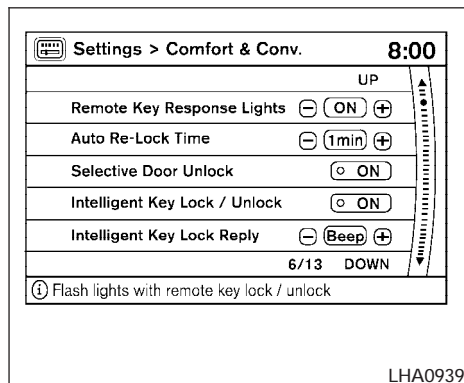 Settings > Comfort & Conv. 8:00
UP
Remote Key Response Lights − ON +
Auto Re-Lock Time − 1min +
Selective Door Unlock ON
Intelligent Key Lock / Unlock ON
Intelligent Key Lock Reply − Beep +
6/13 DOWN
i Flash lights with remote key lock / unlock
LHA0939